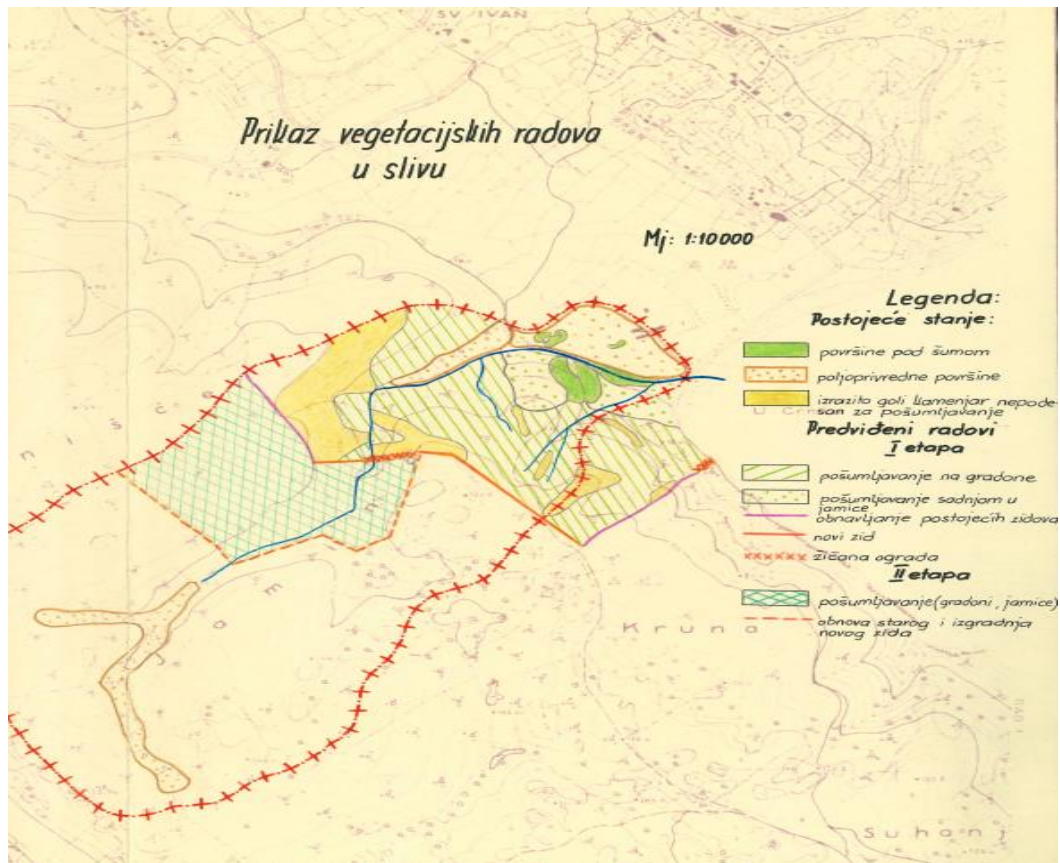 SV IVAN
Prikaz vegetacijskih radova
u slivu
Mj: 1:10000
Legenda:
Postojeće stanje:
površine pod šumom
poljoprivredne površine
izrazito goli kamenjar nepode-
san za pošumljavanje
Predviđeni radovi
I etapa
pošumljavanje na gradone
pošumljavanje sadnjom u
jamice
obnavljanje postojećih zidova
novi zid
žičana ograda
II etapa
pošumljavanje (gradoni, jamice)
obnova starog i izgradnja
novog zida
Kruna
Suhanj